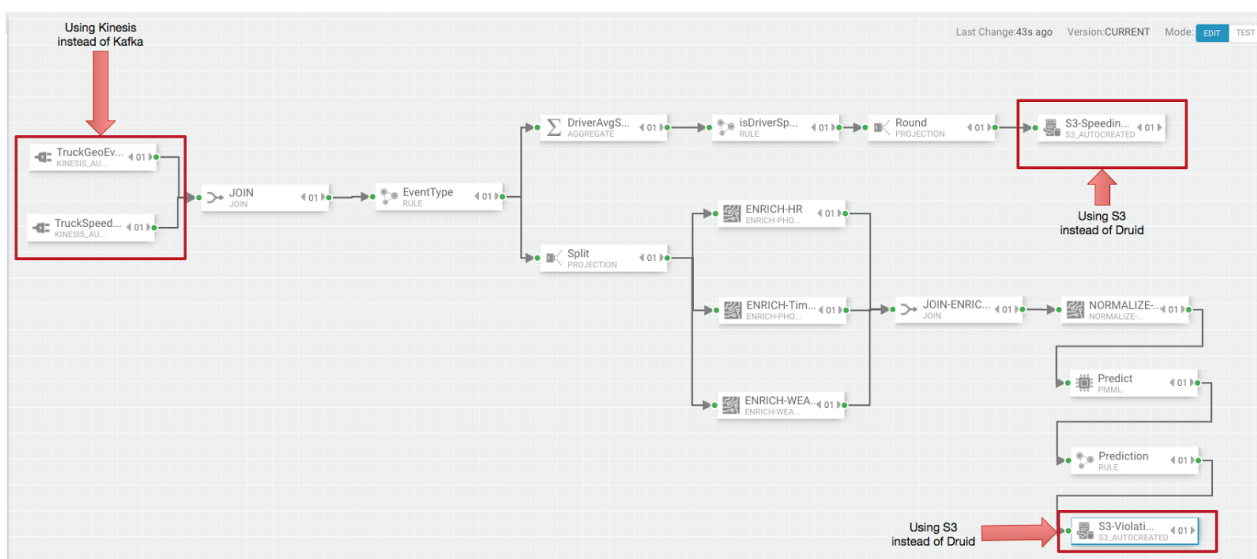 Using Kinesis
instead of Kafka
Last Change:43s ago Version:CURRENT Mode: EDIT TEST
TruckGeoEv... 01
KINESIS_AU...
TruckSpeed... 01
KINESIS_AU...
JOIN 01
JOIN
EventType 01
RULE
DriverAvgS... 01
AGGREGATE
isDriverSp... 01
RULE
Round 01
PROJECTION
S3-Speedin... 01
S3_AUTOCREATED
Using S3
instead of Druid
Split 01
PROJECTION
ENRICH-HR 01
ENRICH-PHO...
ENRICH-Tim... 01
ENRICH-PHO...
ENRICH-WEA... 01
ENRICH-WEA...
JOIN-ENRIC... 01
JOIN
NORMALIZE-... 01
NORMALIZE-...
Predict 01
PMML
Prediction 01
RULE
S3-Violati... 01
S3_AUTOCREATED
Using S3
instead of Druid